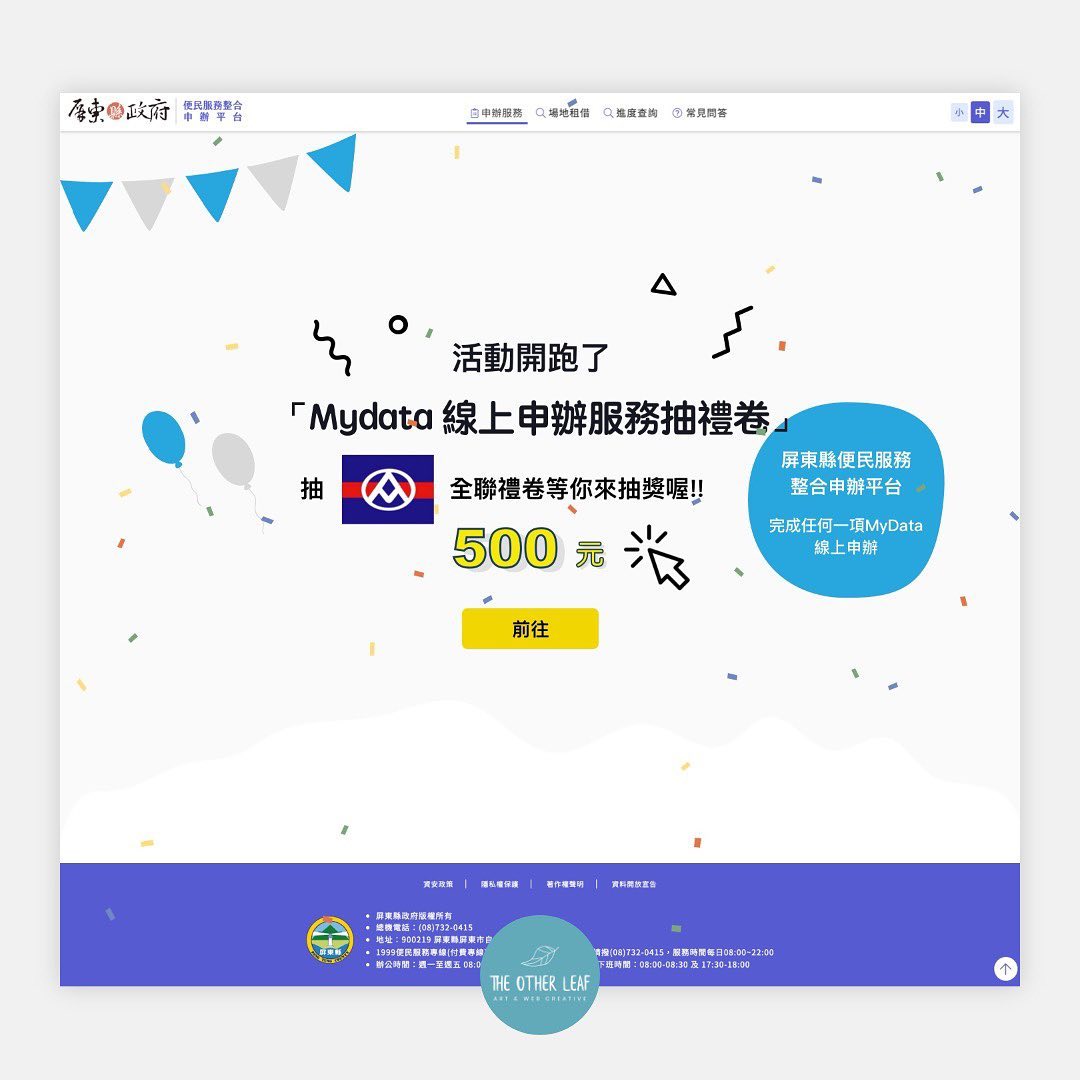 屏東縣政府
便民服務整合
申辦平台
申辦服務
場地租借
進度查詢
常見問答
小
中
大
活動開跑了
「Mydata 線上申辦服務抽禮卷」
抽
全聯禮卷等你來抽獎喔!!
500 元
屏東縣便民服務
整合申辦平台
完成任何一項MyData
線上申辦
前往
資安政策
隱私權保護
著作權聲明
資料開放宣告
屏東縣政府版權所有
總機電話：(08)732-0415
地址：900219 屏東縣屏東市自
1999便民服務專線(付費專線
撥(08)732-0415，服務時間每日08:00~22:00
辦公時間：週一至週五 08:0
下班時間：08:00-08:30 及 17:30-18:00
屏東縣
THE OTHER LEAF
ART & WEB CREATIVE